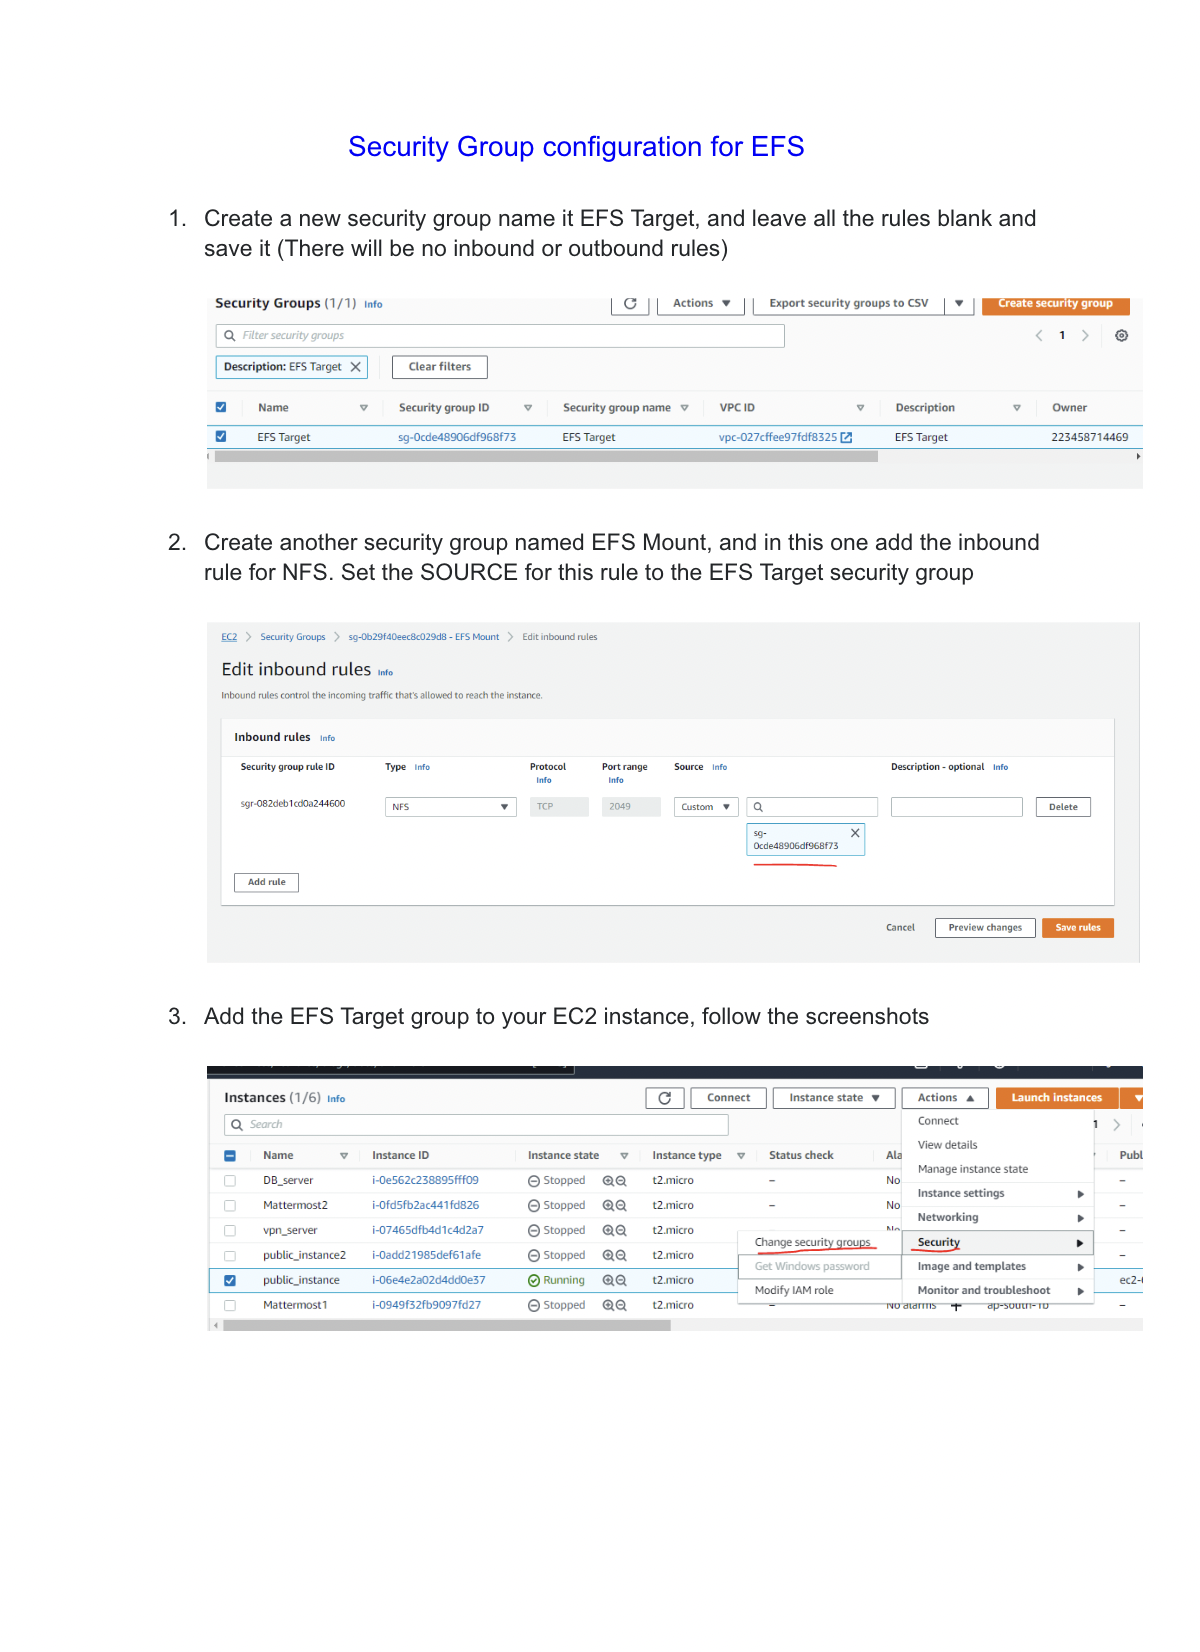 Security Group configuration for EFS
1. Create a new security group name it EFS Target, and leave all the rules blank and
save it (There will be no inbound or outbound rules)
Security Groups (1/1) Info Actions Export security groups to CSV Create security group
Filter security groups 1
Description: EFS Target Clear filters
Name Security group ID Security group name VPC ID Description Owner
EFS Target sg-0cde48906df968f73 EFS Target vpc-027cffee97fdf8325 EFS Target 223458714469
2. Create another security group named EFS Mount, and in this one add the inbound
rule for NFS. Set the SOURCE for this rule to the EFS Target security group
EC2 > Security Groups > sg-0b29f40eec8c029d8 - EFS Mount > Edit inbound rules
Edit inbound rules Info
Inbound rules control the incoming traffic that's allowed to reach the instance.
Inbound rules Info
Security group rule ID Type Info Protocol Info Port range Info Source Info Description - optional Info
sgr-082deb1cd0a244600 NFS TCP 2049 Custom Delete
sg-
0cde48906df968f73
Add rule
Cancel Preview changes Save rules
3. Add the EFS Target group to your EC2 instance, follow the screenshots
Instances (1/6) Info Connect Instance state Actions Launch instances
Search Connect 1
View details
Name Instance ID Instance state Instance type Status check Ala Publ
Manage instance state
DB_server i-0e562c238895fff09 Stopped t2.micro – No –
Instance settings
Mattermost2 i-0fd5fb2ac441fd826 Stopped t2.micro – No –
Networking
vpn_server i-07465dfb4d1c4d2a7 Stopped t2.micro No –
Change security groups Security
public_instance2 i-0add21985def61afe Stopped t2.micro –
Get Windows password Image and templates
public_instance i-06e4e2a02d4dd0e37 Running t2.micro ec2-
Modify IAM role Monitor and troubleshoot
Mattermost1 i-0949f32fb9097fd27 Stopped t2.micro – No alarms + ap-south-1b –